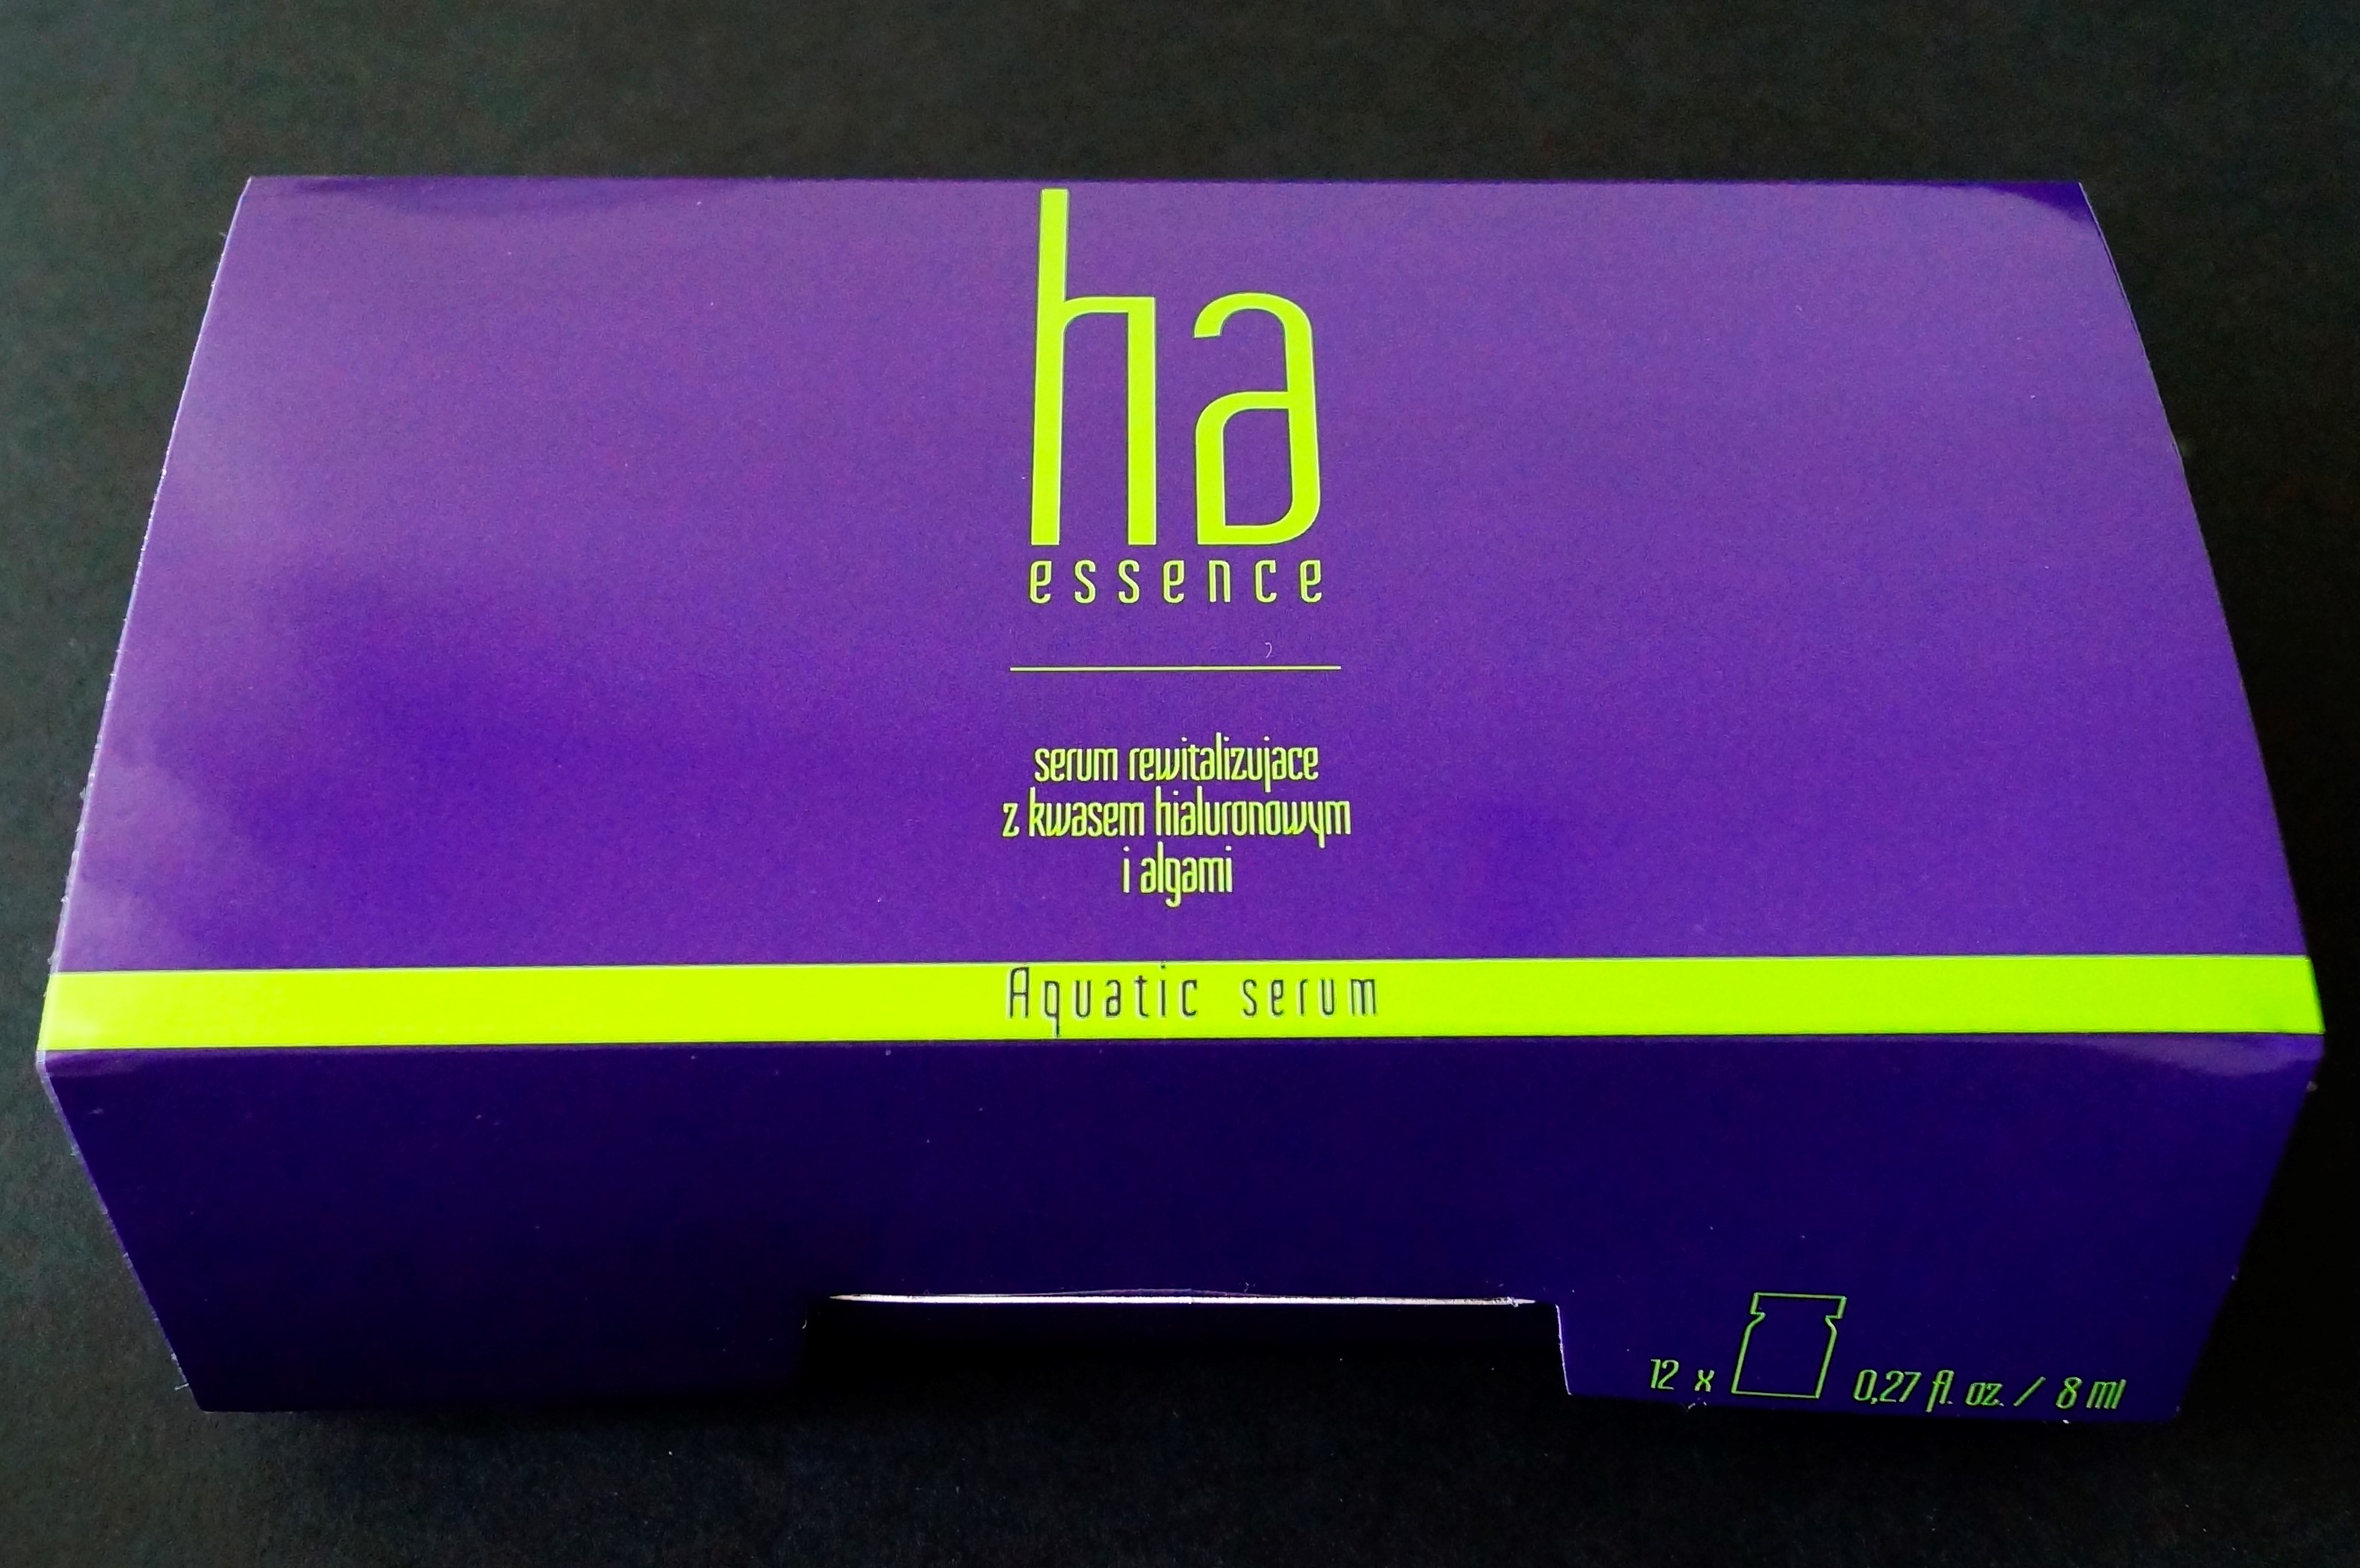 ha
essence
serum rewitalizujace
z kwasem hialuronowym
i algami
Aquatic serum
12 x 0,27 fl. oz. / 8 ml